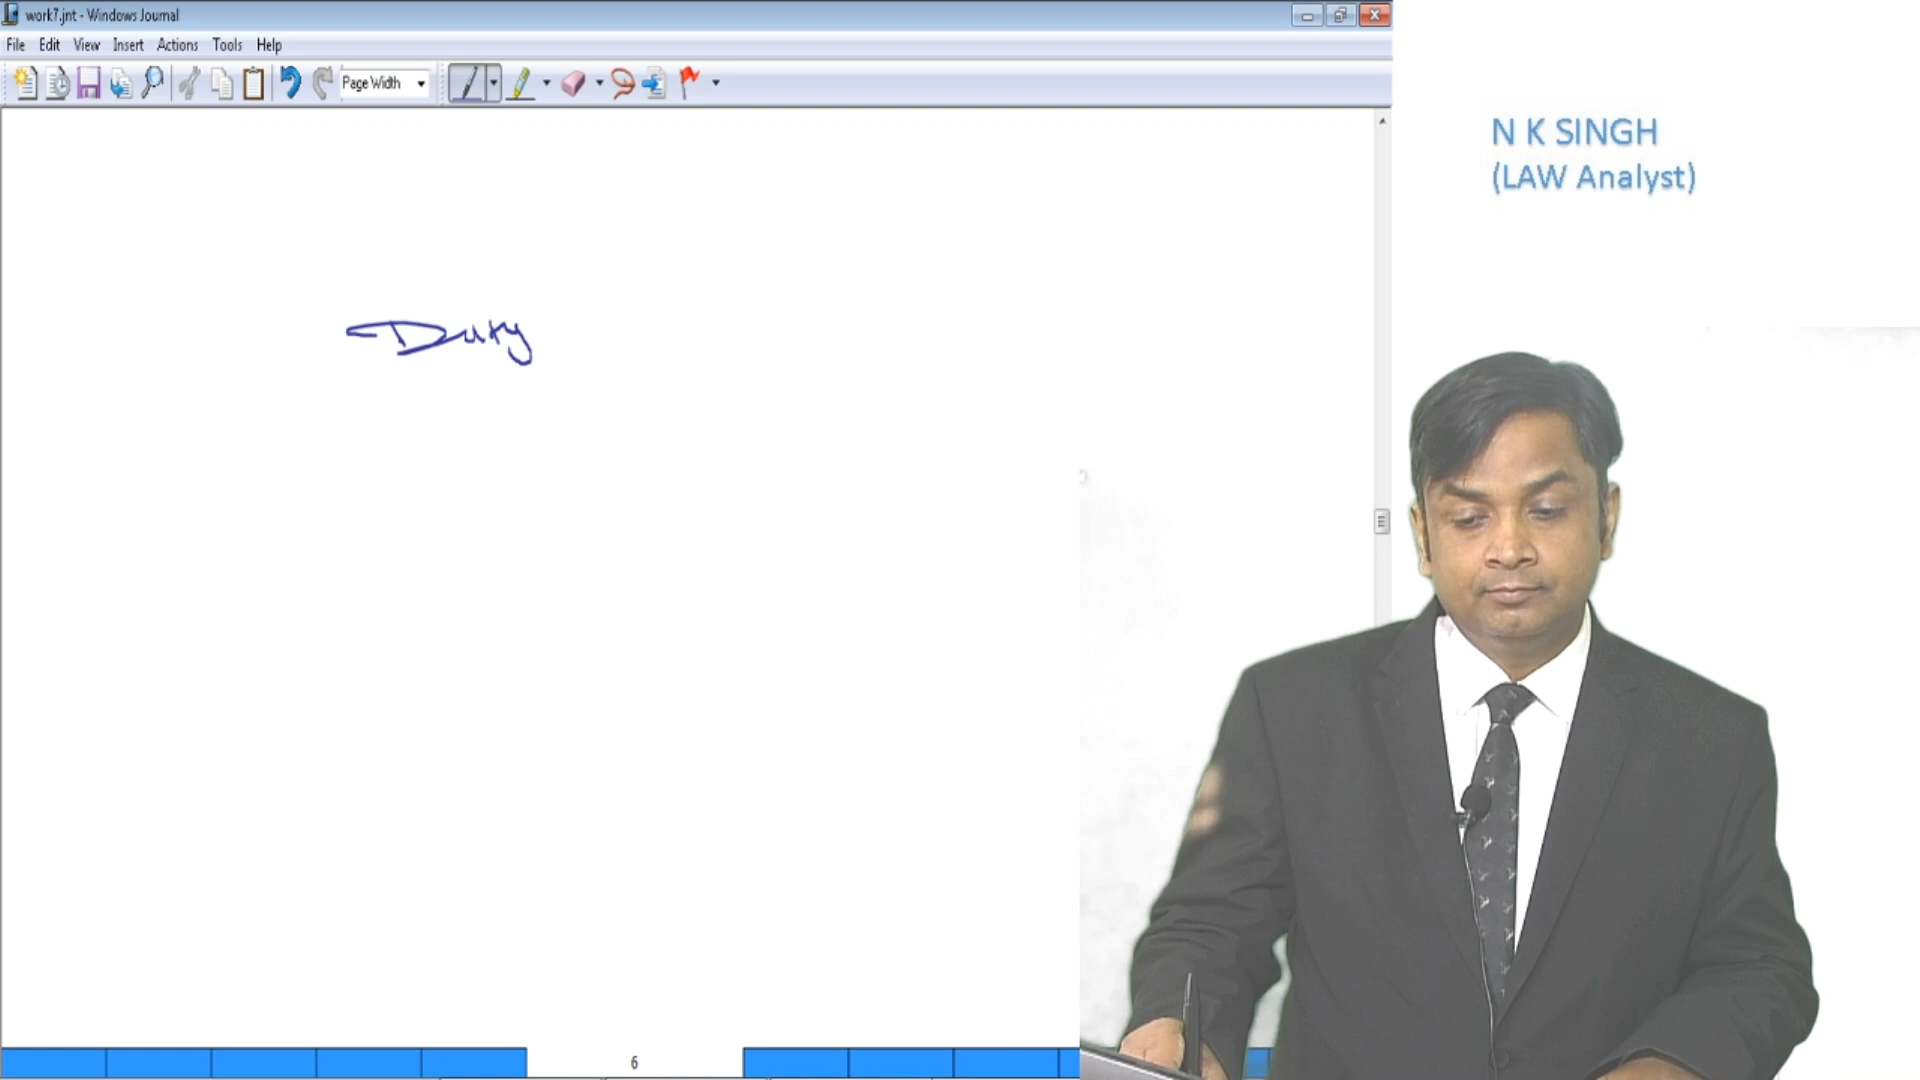 work7.jnt - Windows Journal
File Edit View Insert Actions Tools Help
Page Width
N K SINGH
(LAW Analyst)
Duty
6